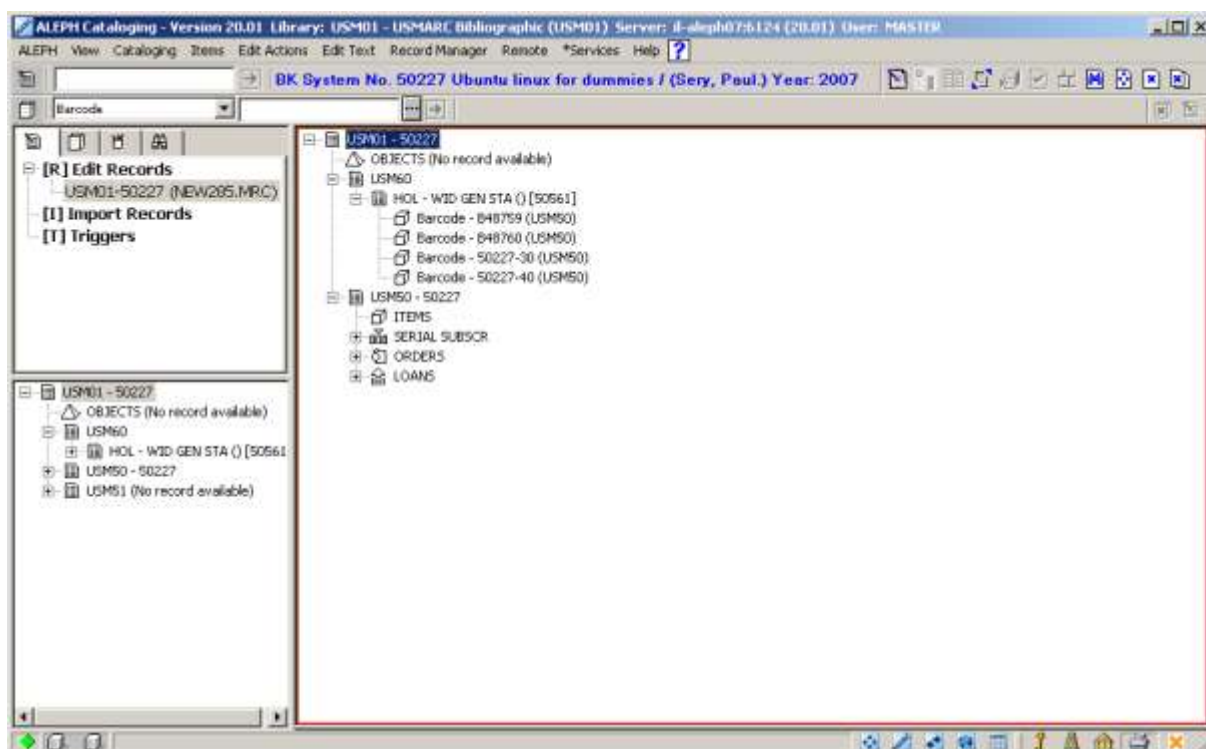 ALEPH Cataloging - Version 20.01 Library: USM01 - USMARC Bibliographic (USM01) Server: il-aleph07:6124 (20.01) User: MASTER
ALEPH View Cataloging Items Edit Actions Edit Text Record Manager Remote *Services Help ?
BK System No. 50227 Ubuntu linux for dummies / (Sery, Paul.) Year: 2007
Barcode
[R] Edit Records
USM01-50227 (NEW285.MRC)
[I] Import Records
[T] Triggers
USM01 - 50227
OBJECTS (No record available)
USM60
HOL - WID GEN STA () [50561
USM50 - 50227
USM51 (No record available)
USM01 - 50227
OBJECTS (No record available)
USM60
HOL - WID GEN STA () [50561]
Barcode - 848759 (USM50)
Barcode - 848760 (USM50)
Barcode - 50227-30 (USM50)
Barcode - 50227-40 (USM50)
USM50 - 50227
ITEMS
SERIAL SUBSCR
ORDERS
LOANS